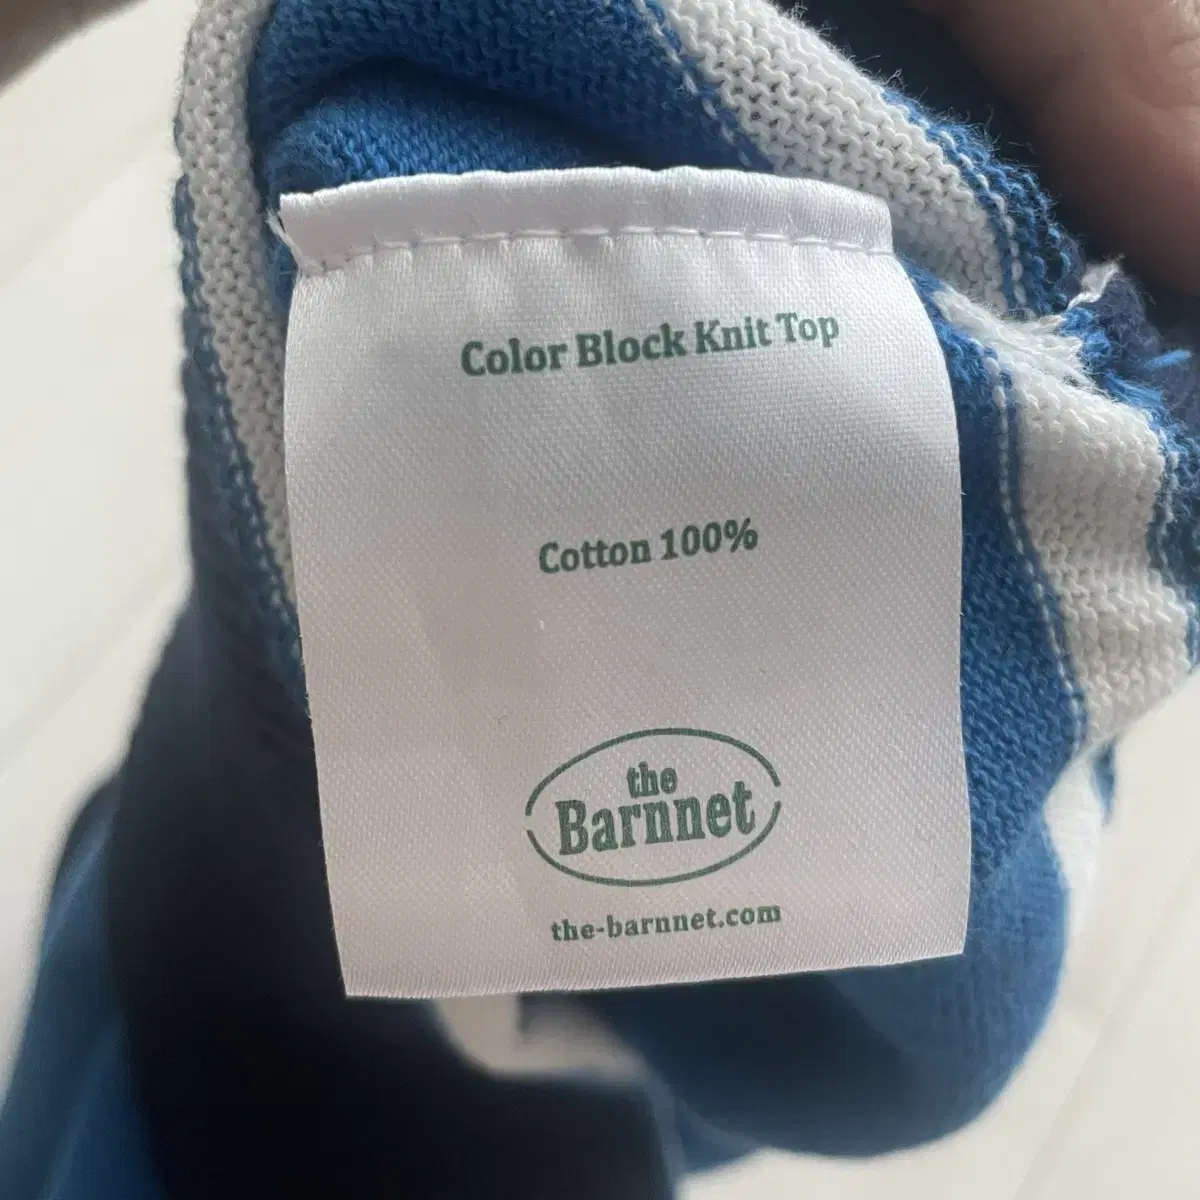 Color Block Knit Top
Cotton 100%
the
Barnnet
the-barnnet.com